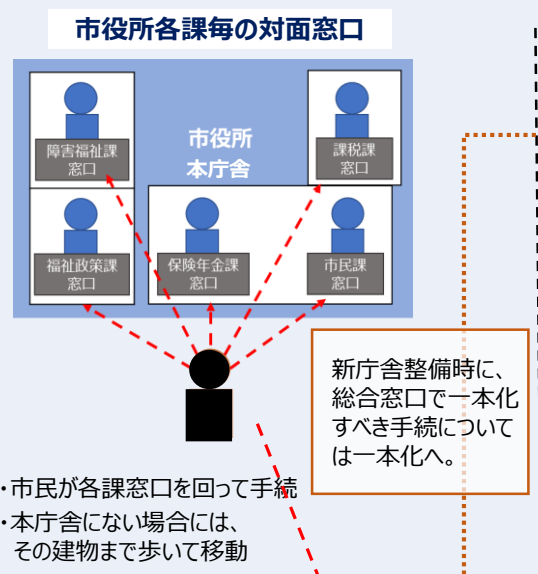 市役所各課毎の対面窓口
障害福祉課
窓口
市役所
本庁舎
課税課
窓口
福祉政策課
窓口
保険年金課
窓口
市民課
窓口
新庁舎整備時に、
総合窓口で一本化
すべき手続について
は一本化へ。
・市民が各課窓口を回って手続
・本庁舎にない場合には、
その建物まで歩いて移動